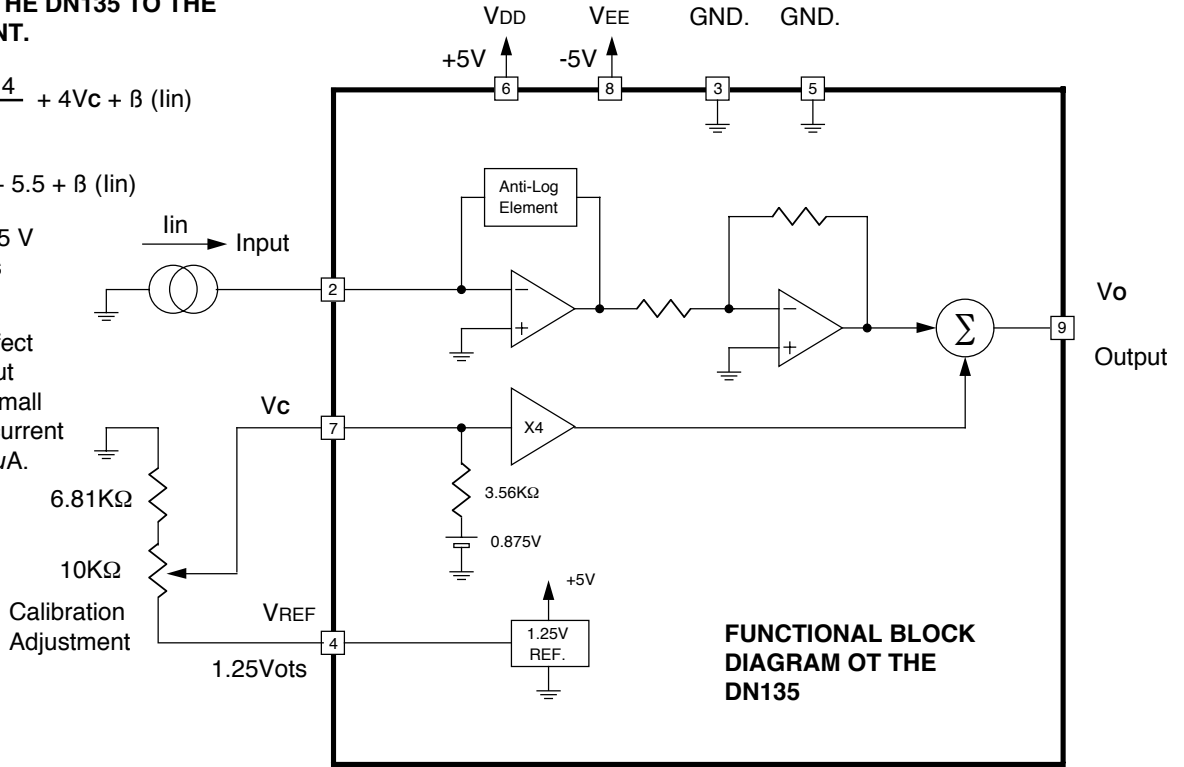 THE DN135 TO THE
NT.
4
+ 4Vc + ß (Iin)
- 5.5 + ß (Iin)
5 V
s
fect
ut
mall
urrent
µA.
VDD
VEE
GND.
GND.
+5V
-5V
6
8
3
5
Anti-Log
Element
Iin
Input
2
−
+
−
+
Σ
Vo
9
Output
Vc
7
X4
6.81KΩ
3.56KΩ
0.875V
10KΩ
Calibration
Adjustment
VREF
4
1.25Vots
+5V
1.25V
REF.
FUNCTIONAL BLOCK
DIAGRAM OT THE
DN135